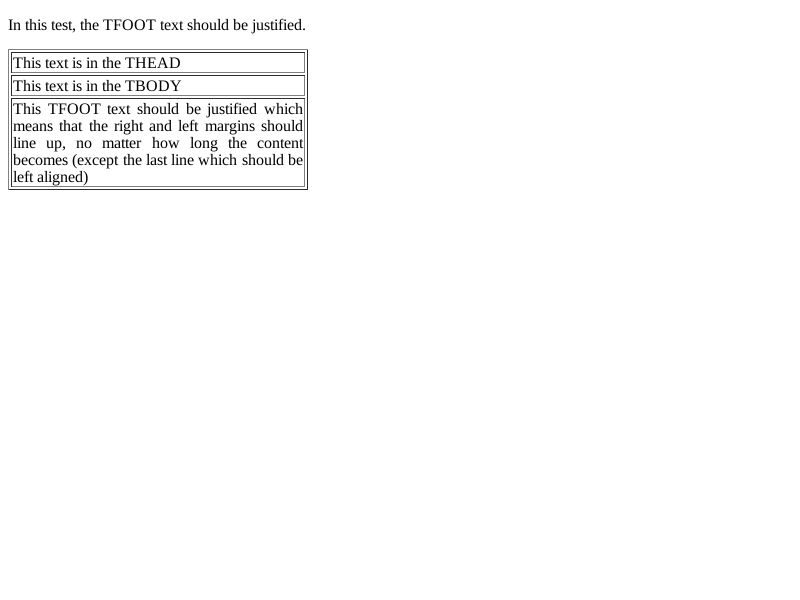 In this test, the TFOOT text should be justified.
This text is in the THEAD
This text is in the TBODY
This TFOOT text should be justified which
means that the right and left margins should
line up, no matter how long the content
becomes (except the last line which should be
left aligned)